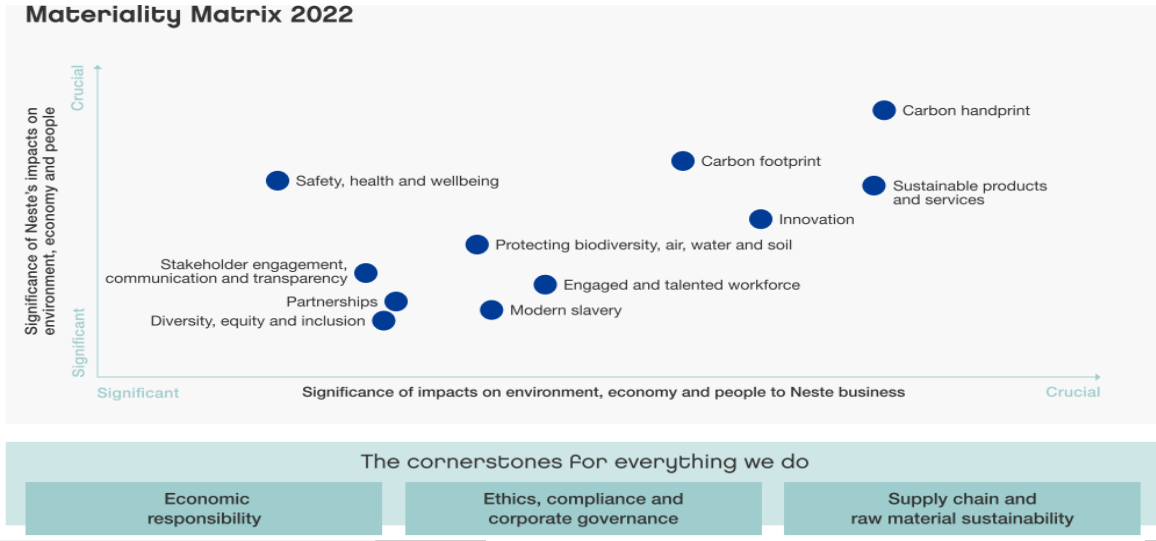 Materiality Matrix 2022
Crucial
Significance of Neste's impacts on
environment, economy and people
Significant
Carbon handprint
Carbon footprint
Safety, health and wellbeing
Sustainable products
and services
Innovation
Protecting biodiversity, air, water and soil
Stakeholder engagement,
communication and transparency
Engaged and talented workforce
Partnerships
Modern slavery
Diversity, equity and inclusion
Significant
Significance of impacts on environment, economy and people to Neste business
Crucial
The cornerstones for everything we do
Economic
responsibility
Ethics, compliance and
corporate governance
Supply chain and
raw material sustainability